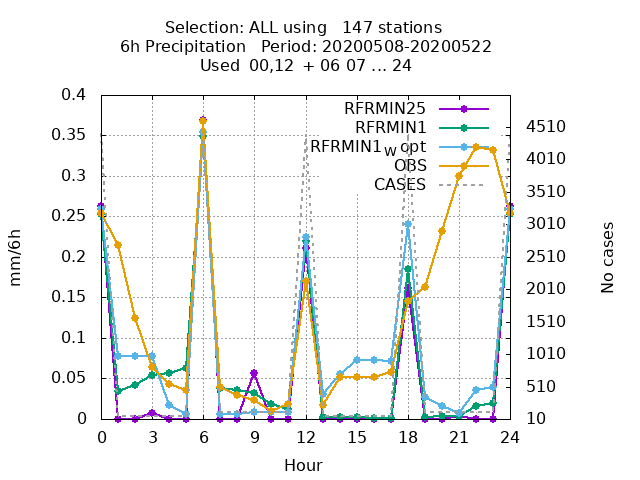 Selection: ALL using   147 stations
6h Precipitation   Period: 20200508-20200522
Used  00,12  + 06 07 ... 24
RFRMIN25
RFRMIN1
RFRMIN1w opt
OBS
CASES
mm/6h
0.4
0.35
0.3
0.25
0.2
0.15
0.1
0.05
0
4510
4010
3510
3010
2510
2010
1510
1010
510
10
No cases
0 3 6 9 12 15 18 21 24
Hour